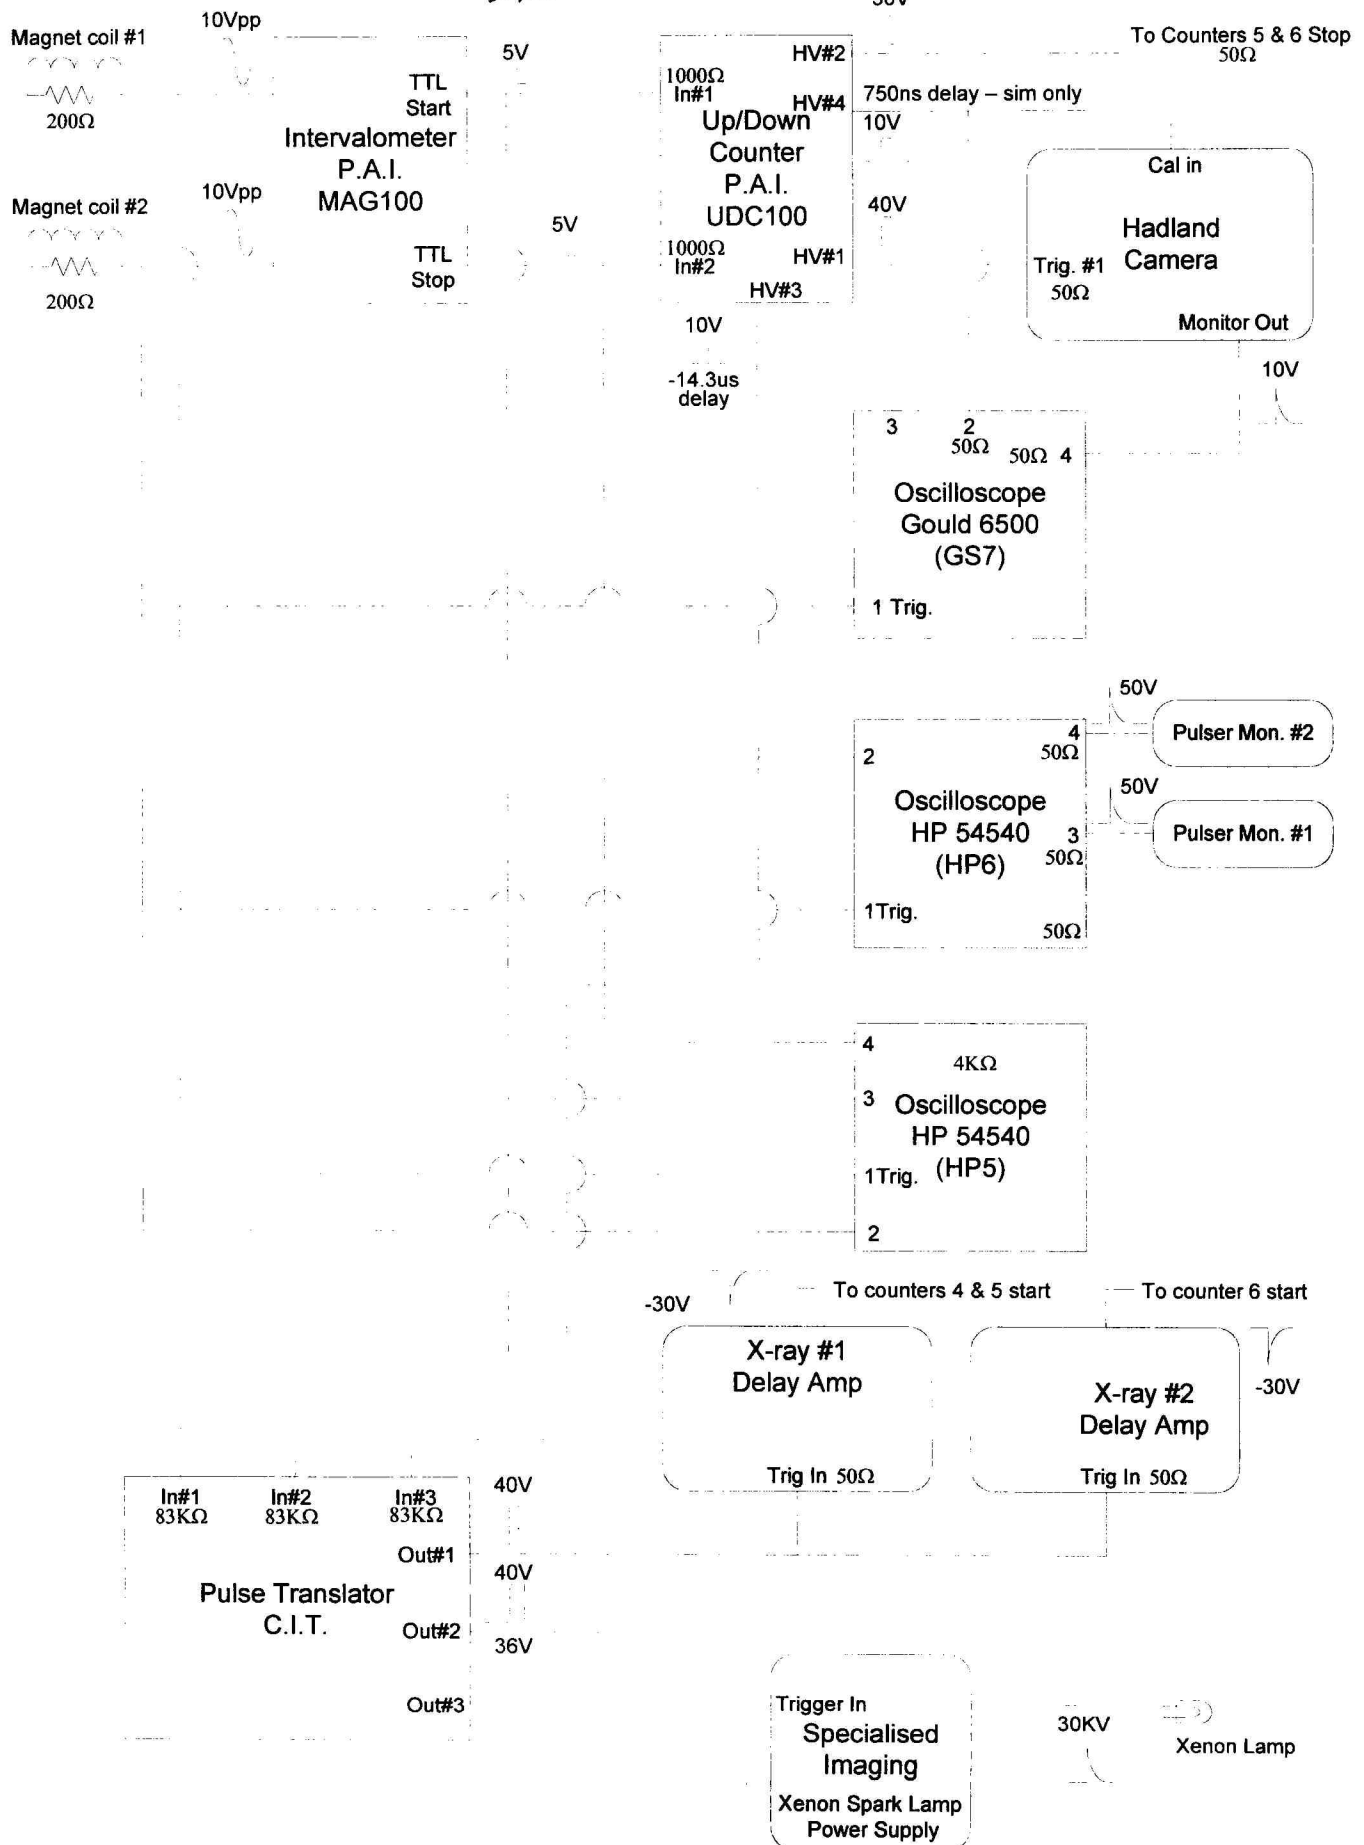 Magnet coil #1
200Ω
10Vpp
TTL
Start
Intervalometer
P.A.I.
MAG100
TTL
Stop
Magnet coil #2
200Ω
10Vpp
5V
5V
1000Ω
In#1
HV#2
HV#4
Up/Down
Counter
P.A.I.
UDC100
1000Ω
In#2
HV#1
HV#3
10V
-14.3us
delay
To Counters 5 & 6 Stop
50Ω
750ns delay – sim only
10V
40V
Cal in
Hadland
Camera
Trig. #1
50Ω
Monitor Out
10V
3
2
50Ω
50Ω 4
Oscilloscope
Gould 6500
(GS7)
1 Trig.
50V
Pulser Mon. #2
4
50Ω
2
Oscilloscope
HP 54540
(HP6)
3
50Ω
50V
Pulser Mon. #1
1Trig.
50Ω
4
4KΩ
3
Oscilloscope
HP 54540
(HP5)
1Trig.
2
-30V
To counters 4 & 5 start
To counter 6 start
X-ray #1
Delay Amp
Trig In 50Ω
X-ray #2
Delay Amp
Trig In 50Ω
-30V
In#1
83KΩ
In#2
83KΩ
In#3
83KΩ
40V
Out#1
40V
Pulse Translator
C.I.T.
Out#2
36V
Out#3
Trigger In
Specialised
Imaging
Xenon Spark Lamp
Power Supply
30KV
Xenon Lamp